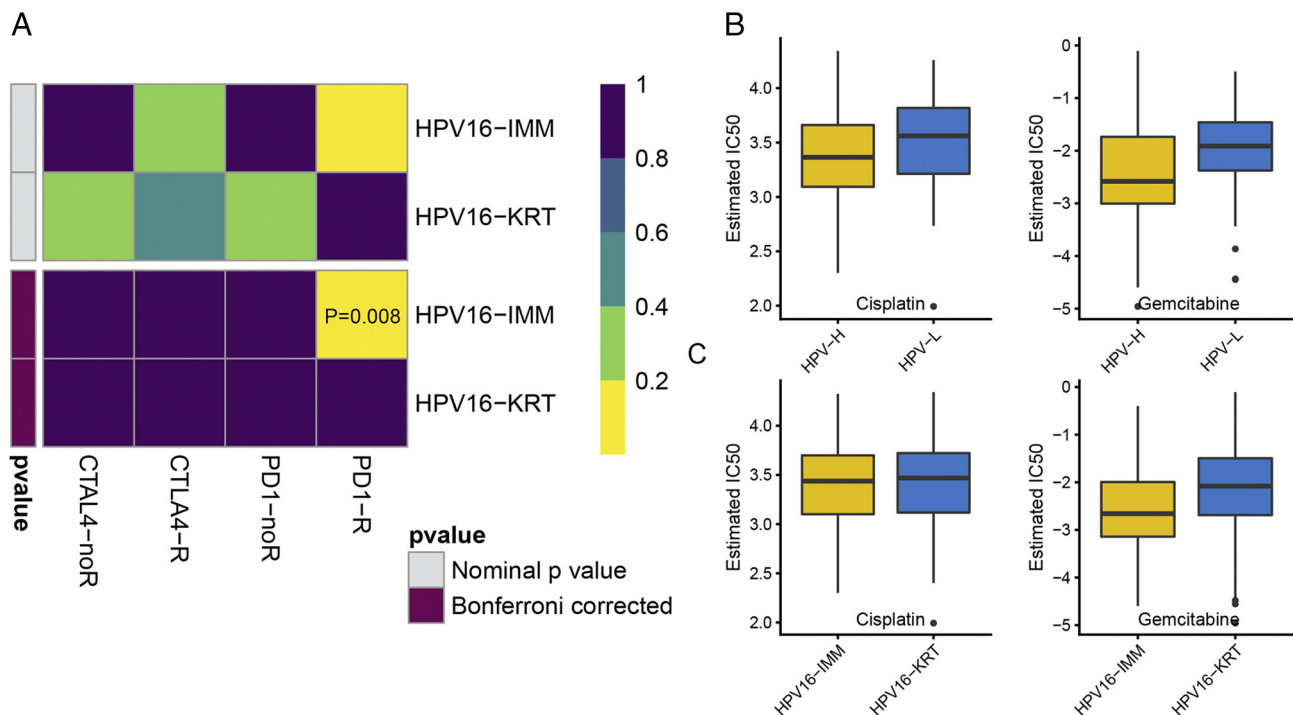 A
HPV16-IMM
HPV16-KRT
HPV16-IMM
P=0.008
HPV16-KRT
1
0.8
0.6
0.4
0.2
pvalue
CTAL4-noR
CTLA4-R
PD1-noR
PD1-R
pvalue
Nominal p value
Bonferroni corrected
B
Estimated IC50
4.0
3.5
3.0
2.5
2.0
Cisplatin
HPV-H
HPV-L
Estimated IC50
0
-1
-2
-3
-4
-5
Gemcitabine
HPV-H
HPV-L
C
Estimated IC50
4.0
3.5
3.0
2.5
2.0
Cisplatin
HPV16-IMM
HPV16-KRT
Estimated IC50
0
-1
-2
-3
-4
-5
Gemcitabine
HPV16-IMM
HPV16-KRT